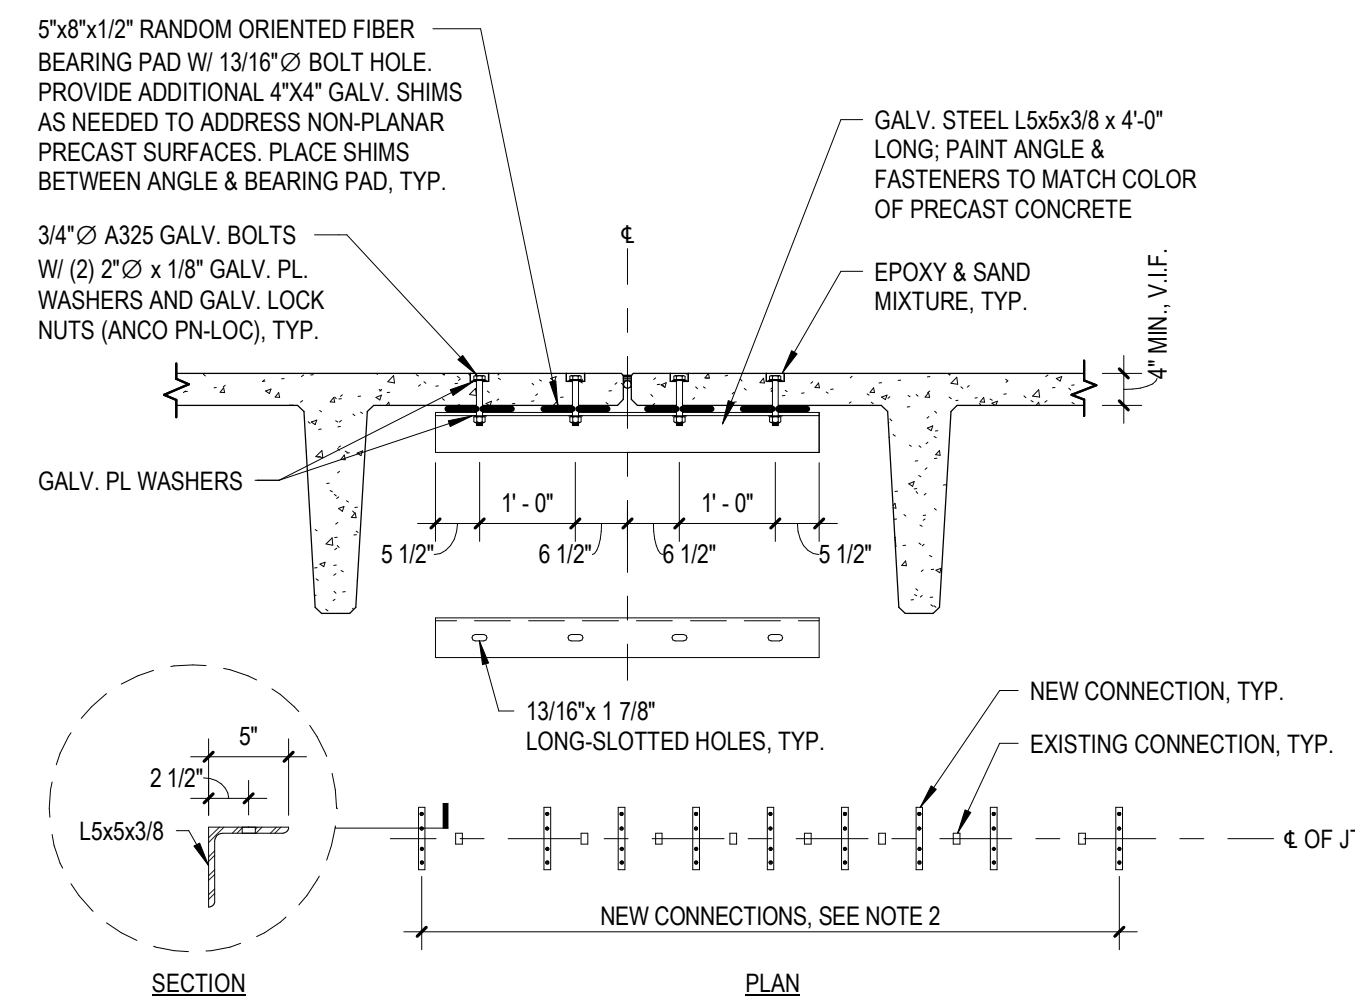 5"x8"x1/2" RANDOM ORIENTED FIBER
BEARING PAD W/ 13/16"Ø BOLT HOLE.
PROVIDE ADDITIONAL 4"X4" GALV. SHIMS
AS NEEDED TO ADDRESS NON-PLANAR
PRECAST SURFACES. PLACE SHIMS
BETWEEN ANGLE & BEARING PAD, TYP.
3/4"Ø A325 GALV. BOLTS
W/ (2) 2"Ø x 1/8" GALV. PL.
WASHERS AND GALV. LOCK
NUTS (ANCO PN-LOC), TYP.
GALV. PL WASHERS
GALV. STEEL L5x5x3/8 x 4'-0"
LONG; PAINT ANGLE &
FASTENERS TO MATCH COLOR
OF PRECAST CONCRETE
℄
EPOXY & SAND
MIXTURE, TYP.
4" MIN., V.I.F.
1' - 0"
1' - 0"
5 1/2"
6 1/2"
6 1/2"
5 1/2"
13/16"x 1 7/8"
LONG-SLOTTED HOLES, TYP.
NEW CONNECTION, TYP.
EXISTING CONNECTION, TYP.
5"
2 1/2"
L5x5x3/8
℄ OF JT
NEW CONNECTIONS, SEE NOTE 2
SECTION
PLAN